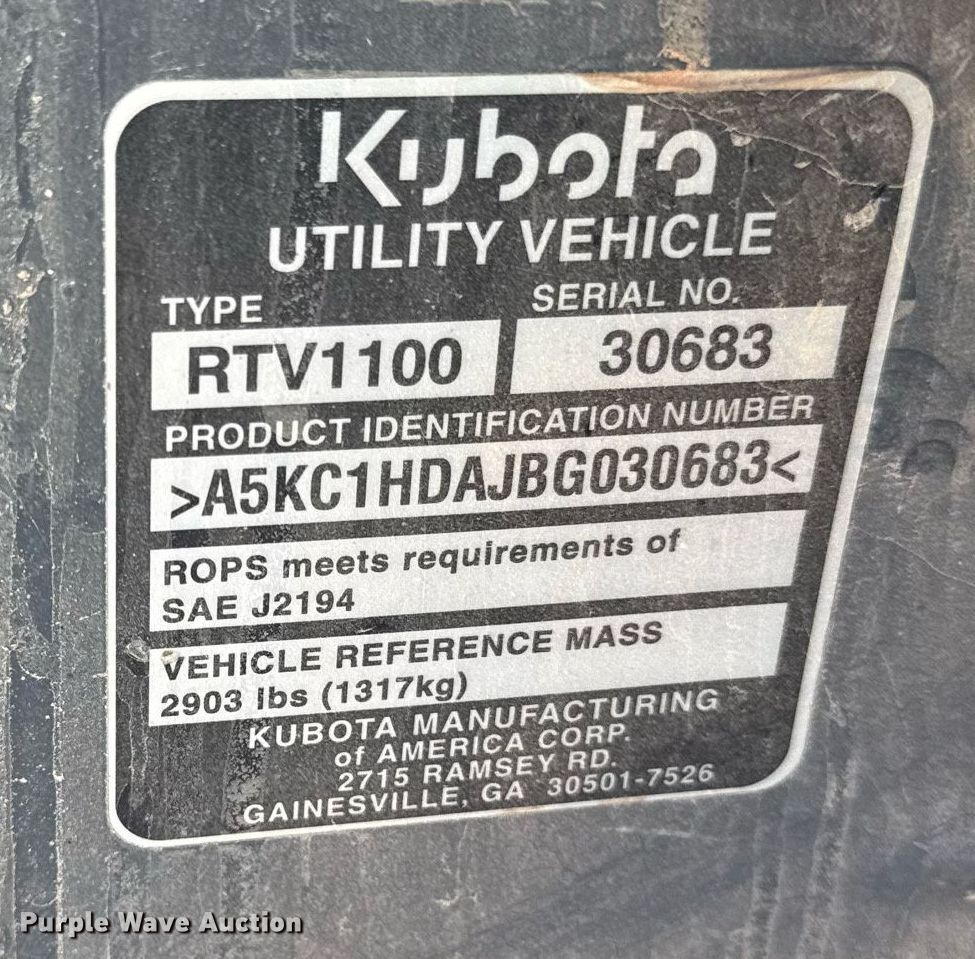 Kubota
UTILITY VEHICLE
TYPE SERIAL NO.
RTV1100 30683
PRODUCT IDENTIFICATION NUMBER
>A5KC1HDAJBG030683<
ROPS meets requirements of
SAE J2194
VEHICLE REFERENCE MASS
2903 lbs (1317kg)
KUBOTA MANUFACTURING
of AMERICA CORP.
2715 RAMSEY RD.
GAINESVILLE, GA 30501-7526
Purple Wave Auction